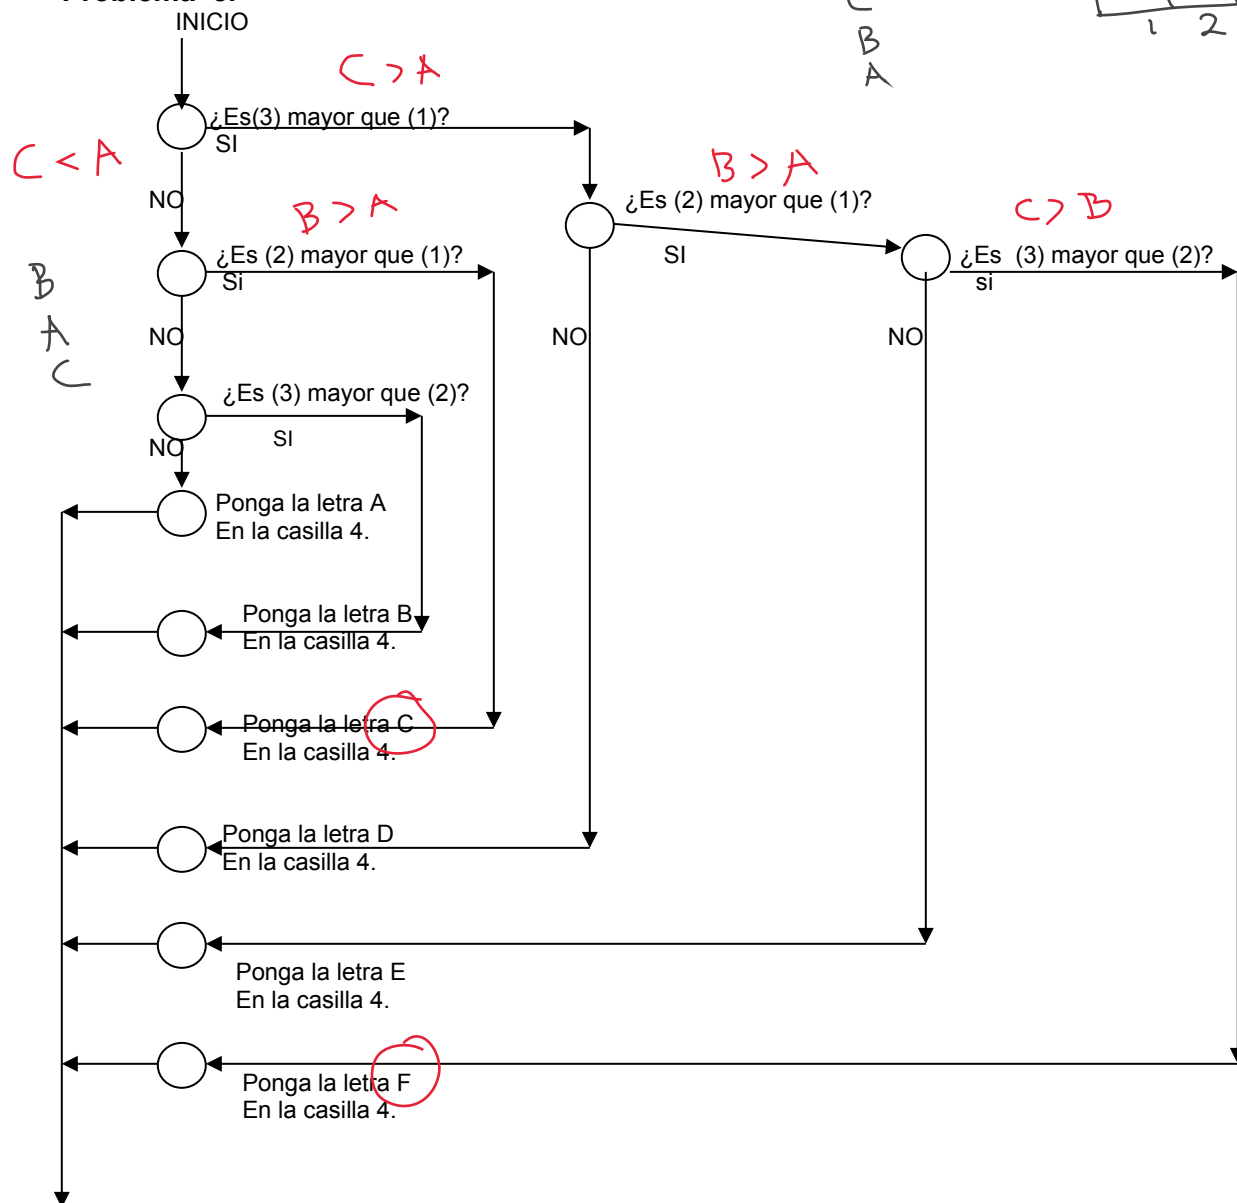 INICIO
C
B
A
1 2
C > A
¿Es(3) mayor que (1)?
SI
C < A
NO
B > A
¿Es (2) mayor que (1)?
SI
C > B
¿Es (3) mayor que (2)?
si
B > A
¿Es (2) mayor que (1)?
Si
B
A
C
NO
NO
NO
¿Es (3) mayor que (2)?
SI
NO
Ponga la letra A
En la casilla 4.
Ponga la letra B
En la casilla 4.
Ponga la letra C
En la casilla 4.
Ponga la letra D
En la casilla 4.
Ponga la letra E
En la casilla 4.
Ponga la letra F
En la casilla 4.